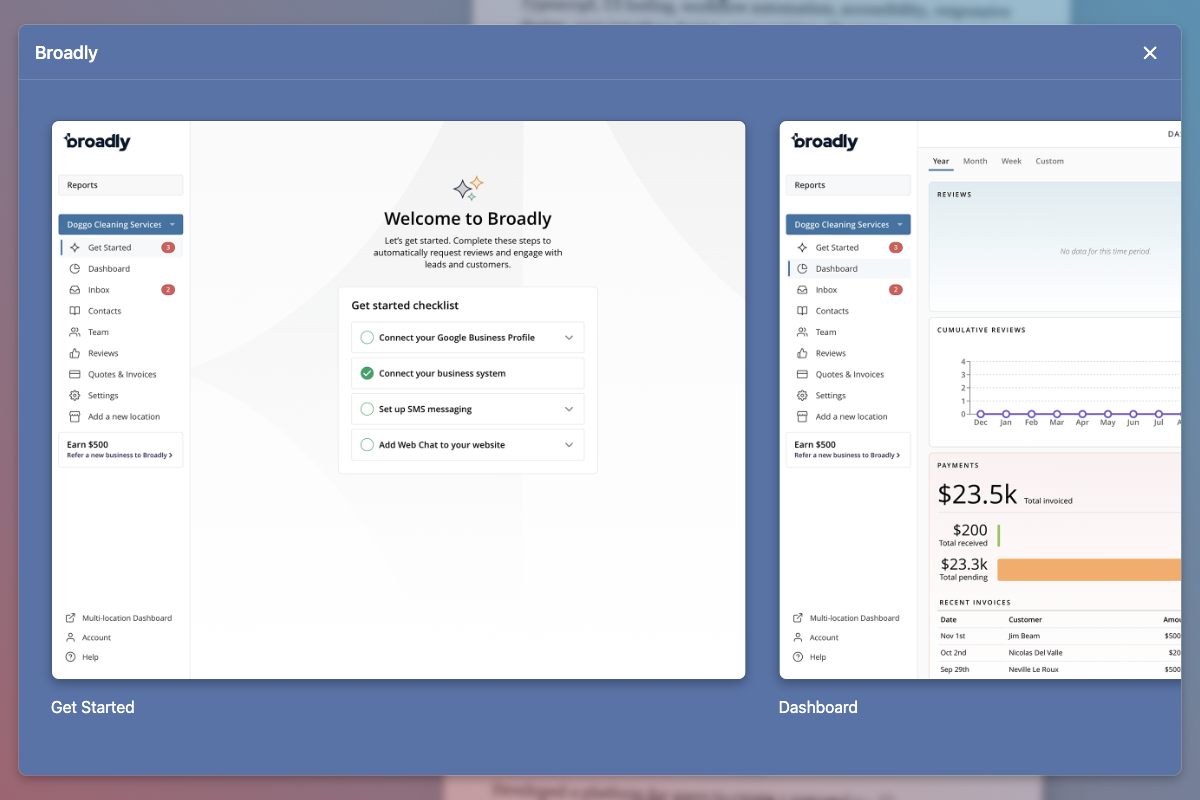 Typescript, UI testing, workflow automation, accessibility, responsive
Broadly
broadly
Reports
Doggo Cleaning Services
Get Started 3
Dashboard
Inbox 2
Contacts
Team
Reviews
Quotes & Invoices
Settings
Add a new location
Earn $500
Refer a new business to Broadly
Multi-location Dashboard
Account
Help
Welcome to Broadly
Let's get started. Complete these steps to
automatically request reviews and engage with
leads and customers.
Get started checklist
Connect your Google Business Profile
Connect your business system
Set up SMS messaging
Add Web Chat to your website
Get Started
broadly
Reports
Doggo Cleaning Services
Get Started 3
Dashboard
Inbox 2
Contacts
Team
Reviews
Quotes & Invoices
Settings
Add a new location
Earn $500
Refer a new business to Broadly
Multi-location Dashboard
Account
Help
DA
Year Month Week Custom
REVIEWS
No data for this time period.
CUMULATIVE REVIEWS
4
3
2
1
0
Dec Jan Feb Mar Apr May Jun Jul A
PAYMENTS
$23.5k Total invoiced
$200
Total received
$23.3k
Total pending
RECENT INVOICES
Date Customer Amou
Nov 1st Jim Beam $500
Oct 2nd Nicolas Del Valle $20
Sep 29th Neville Le Roux $500
Dashboard